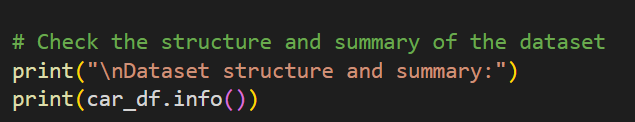 # Check the structure and summary of the dataset
print("\nDataset structure and summary:")
print(car_df.info())